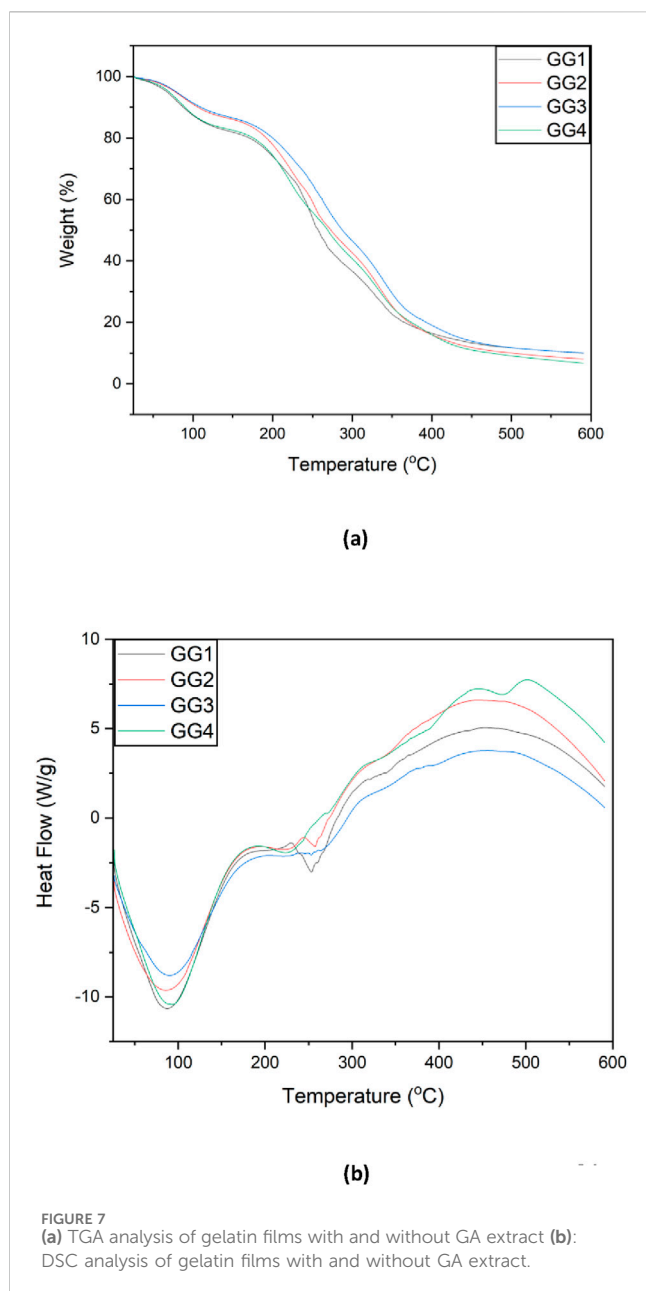 GG1
GG2
GG3
GG4
100
80
60
40
20
0
Weight (%)
100 200 300 400 500 600
Temperature (°C)
(a)
10
5
0
-5
-10
GG1
GG2
GG3
GG4
Heat Flow (W/g)
100 200 300 400 500 600
Temperature (°C)
(b)
FIGURE 7
(a) TGA analysis of gelatin films with and without GA extract (b):
DSC analysis of gelatin films with and without GA extract.